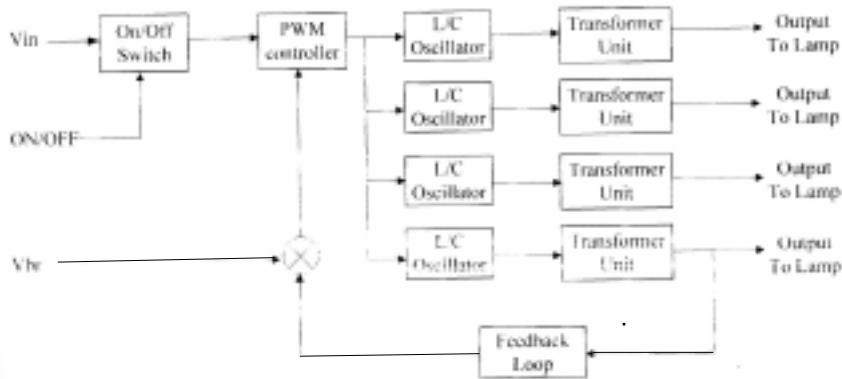 Vin
On/Off
Switch
PWM
controller
L/C
Oscillator
Transformer
Unit
Output
To Lamp
ON/OFF
L/C
Oscillator
Transformer
Unit
Output
To Lamp
L/C
Oscillator
Transformer
Unit
Output
To Lamp
Vbr
L/C
Oscillator
Transformer
Unit
Output
To Lamp
Feedback
Loop